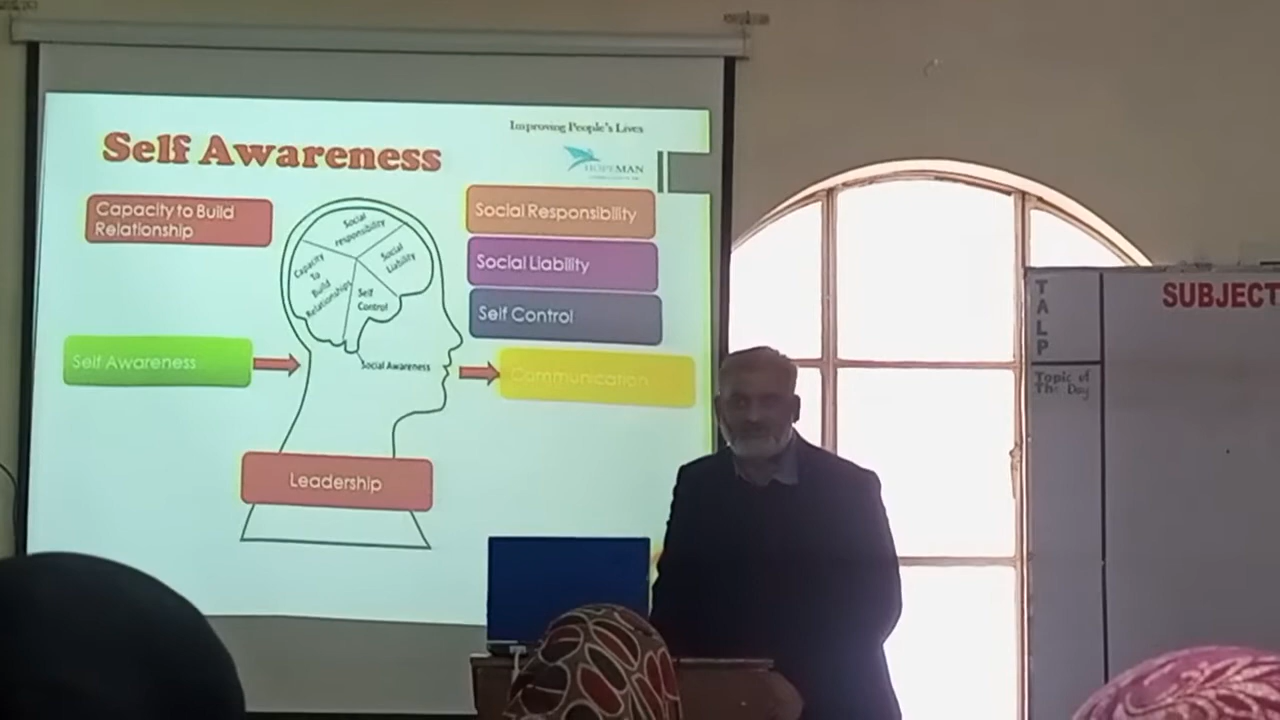 Improving People's Lives
Self Awareness
HOPEMAN
Capacity to Build
Relationship
Social
responsibility
Social
Liability
Capacity
To
Build
Relationships
Self
Control
Social Awareness
Social Responsibility
Social Liability
Self Control
Self Awareness
Communication
Leadership
T
A
L
P
SUBJECT
Topic of
The Day